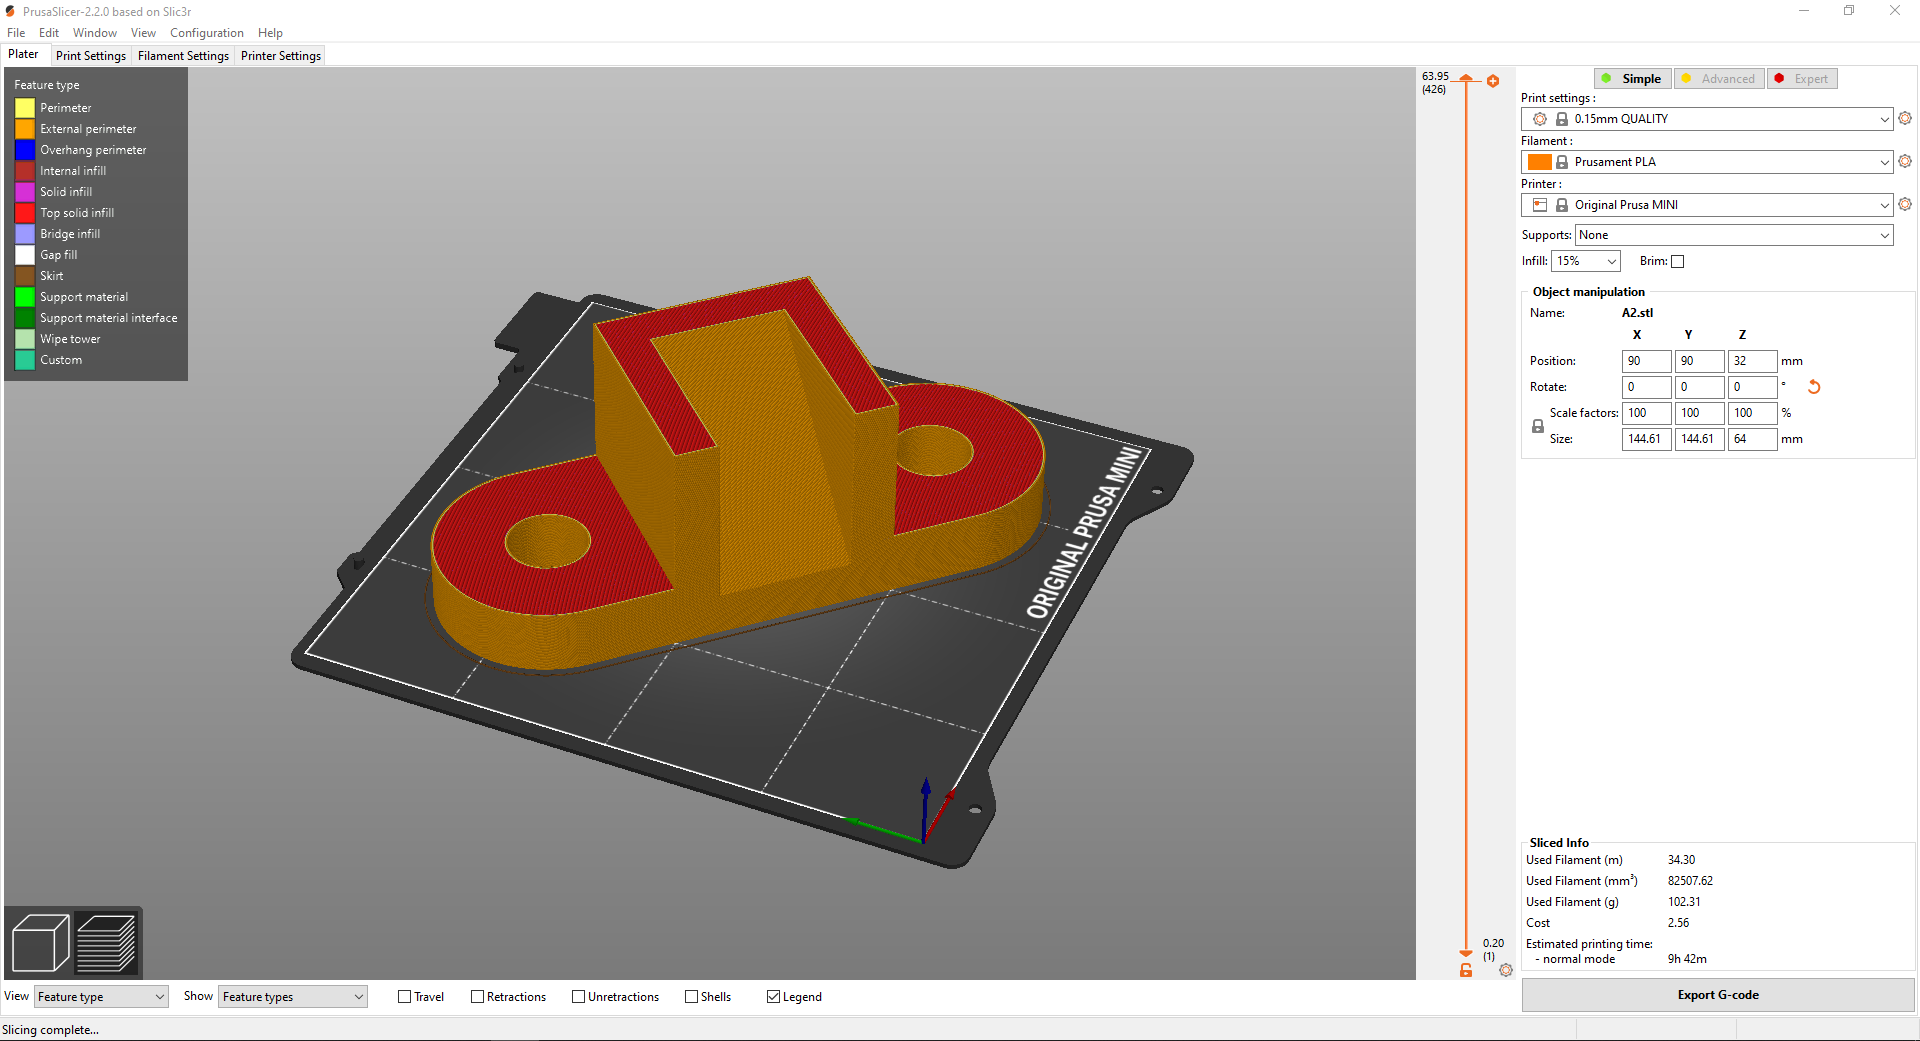 PrusaSlicer-2.2.0 based on Slic3r
File Edit Window View Configuration Help
Plater Print Settings Filament Settings Printer Settings
Feature type
Perimeter
External perimeter
Overhang perimeter
Internal infill
Solid infill
Top solid infill
Bridge infill
Gap fill
Skirt
Support material
Support material interface
Wipe tower
Custom
ORIGINAL PRUSA MINI
63.95
(426)
0.20
(1)
Simple Advanced Expert
Print settings :
0.15mm QUALITY
Filament :
Prusament PLA
Printer :
Original Prusa MINI
Supports: None
Infill: 15% Brim:
Object manipulation
Name: A2.stl
X Y Z
Position: 90 90 32 mm
Rotate: 0 0 0 °
Scale factors: 100 100 100 %
Size: 144.61 144.61 64 mm
Sliced Info
Used Filament (m) 34.30
Used Filament (mm³) 82507.62
Used Filament (g) 102.31
Cost 2.56
Estimated printing time:
- normal mode 9h 42m
Export G-code
View Feature type Show Feature types Travel Retractions Unretractions Shells Legend
Slicing complete...